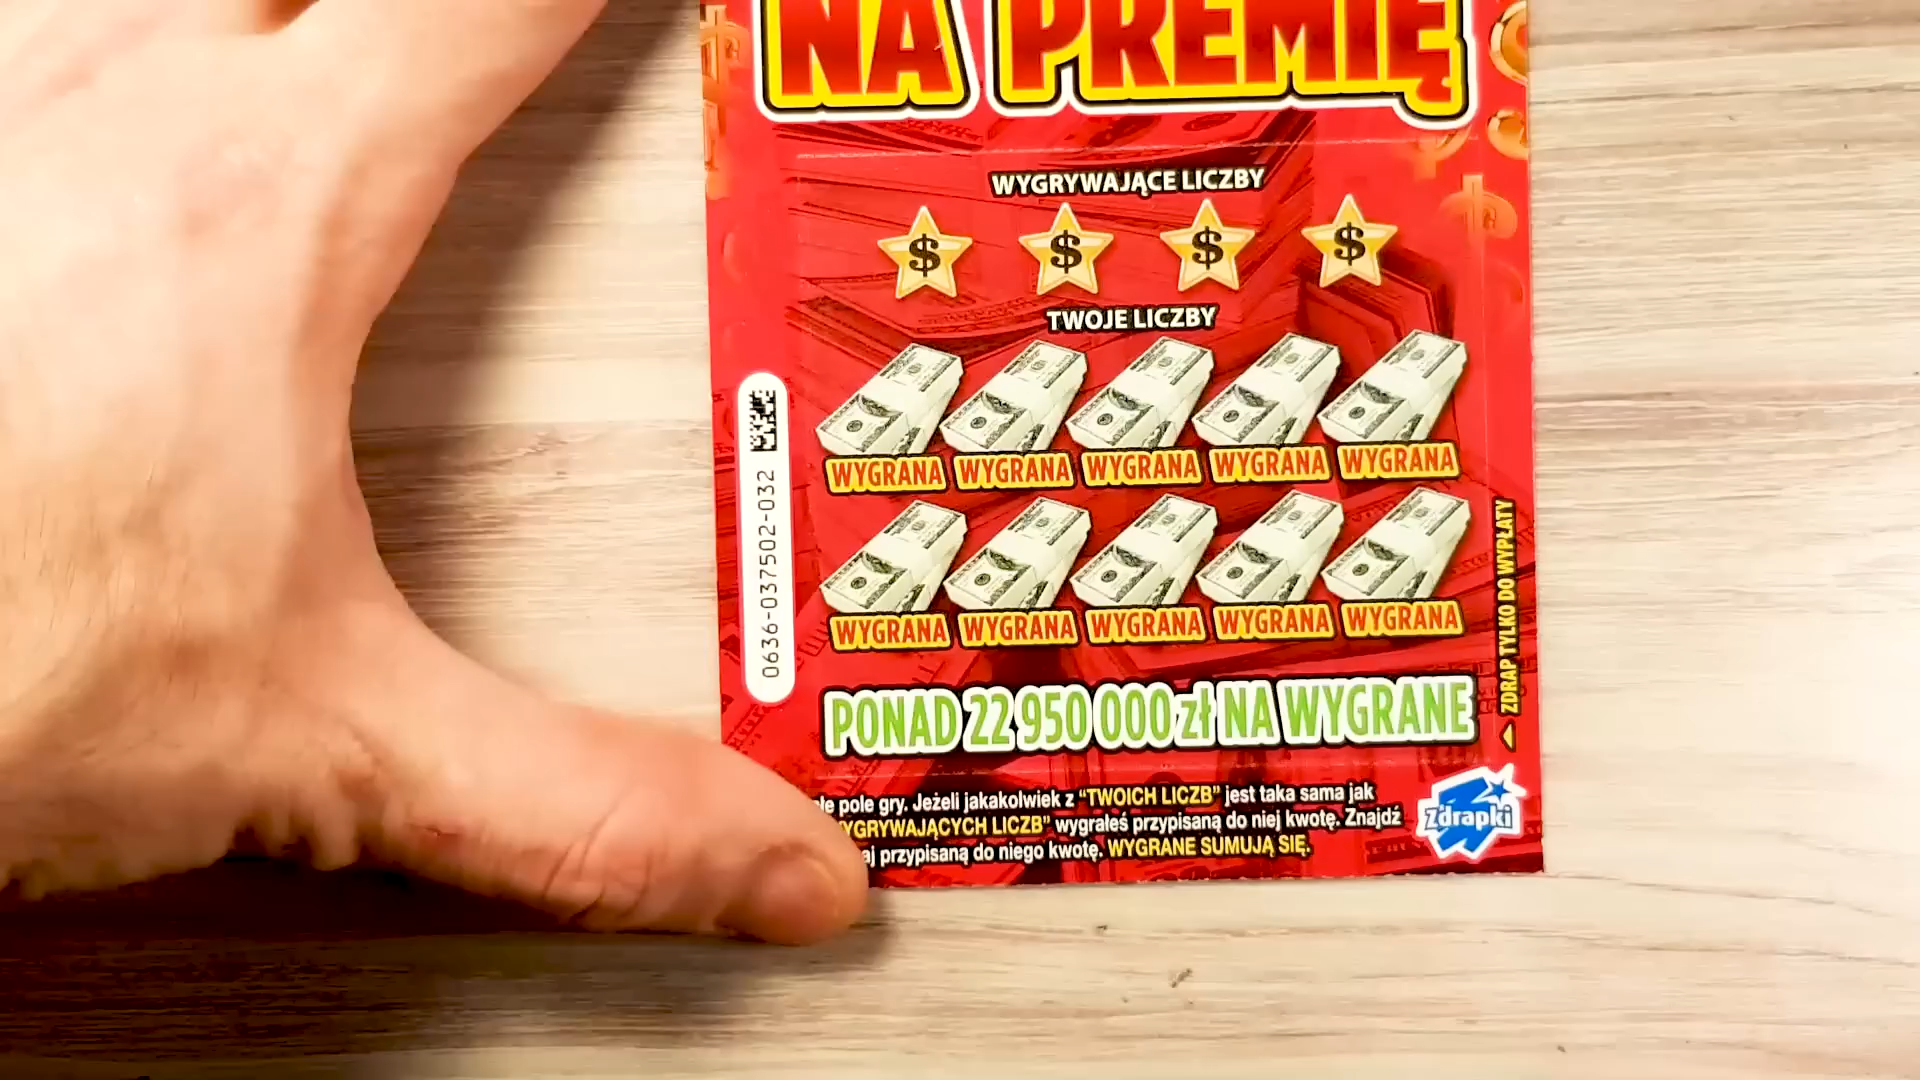 NA PREMIĘ
WYGRYWAJĄCE LICZBY
$ $ $ $
TWOJE LICZBY
WYGRANA WYGRANA WYGRANA WYGRANA WYGRANA
WYGRANA WYGRANA WYGRANA WYGRANA WYGRANA
0636-037502-032
ZDRAP TYLKO DO WYPŁATY
PONAD 22 950 000 zł NA WYGRANE
pole gry. Jeżeli jakakolwiek z “TWOICH LICZB” jest taka sama jak
WYGRYWAJĄCYCH LICZB” wygrałeś przypisaną do niej kwotę. Znajdź
przypisaną do niego kwotę. WYGRANE SUMUJĄ SIĘ.
Zdrapki